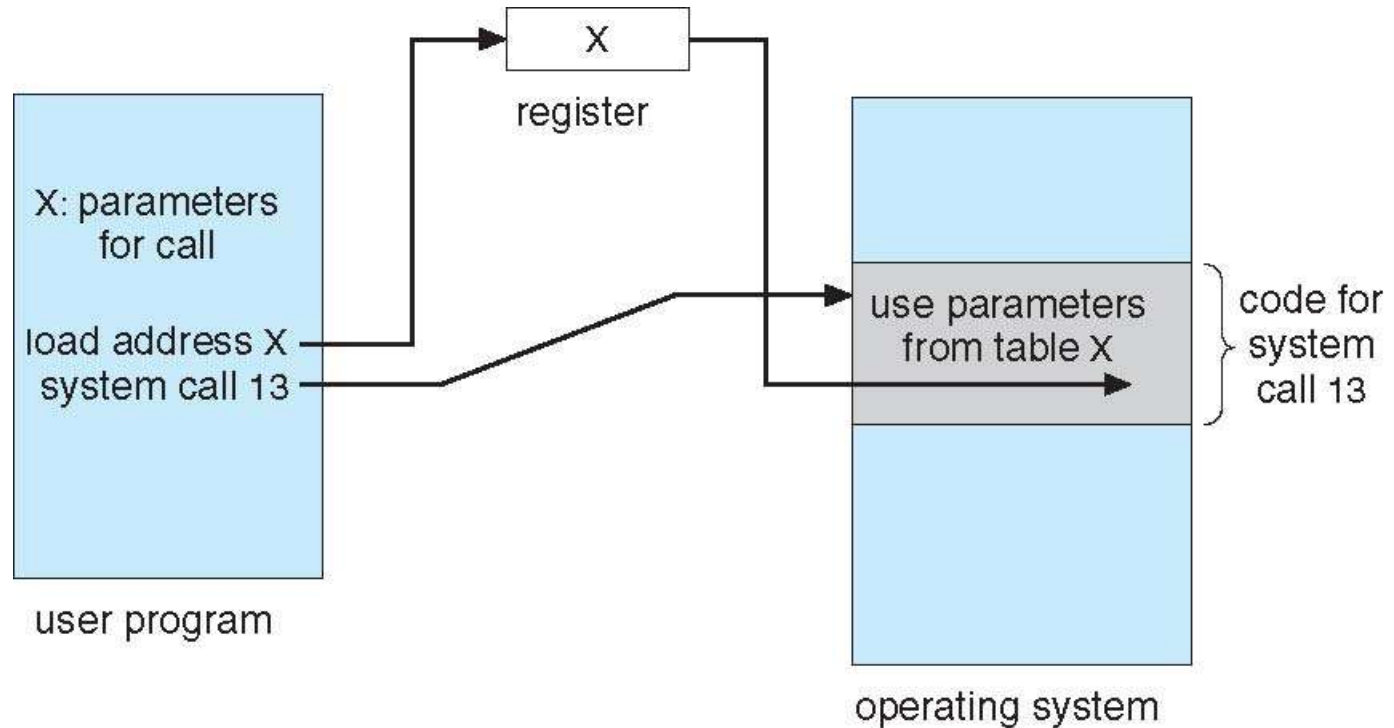 X
register
X: parameters
for call
load address X
system call 13
user program
use parameters
from table X
code for
system
call 13
operating system